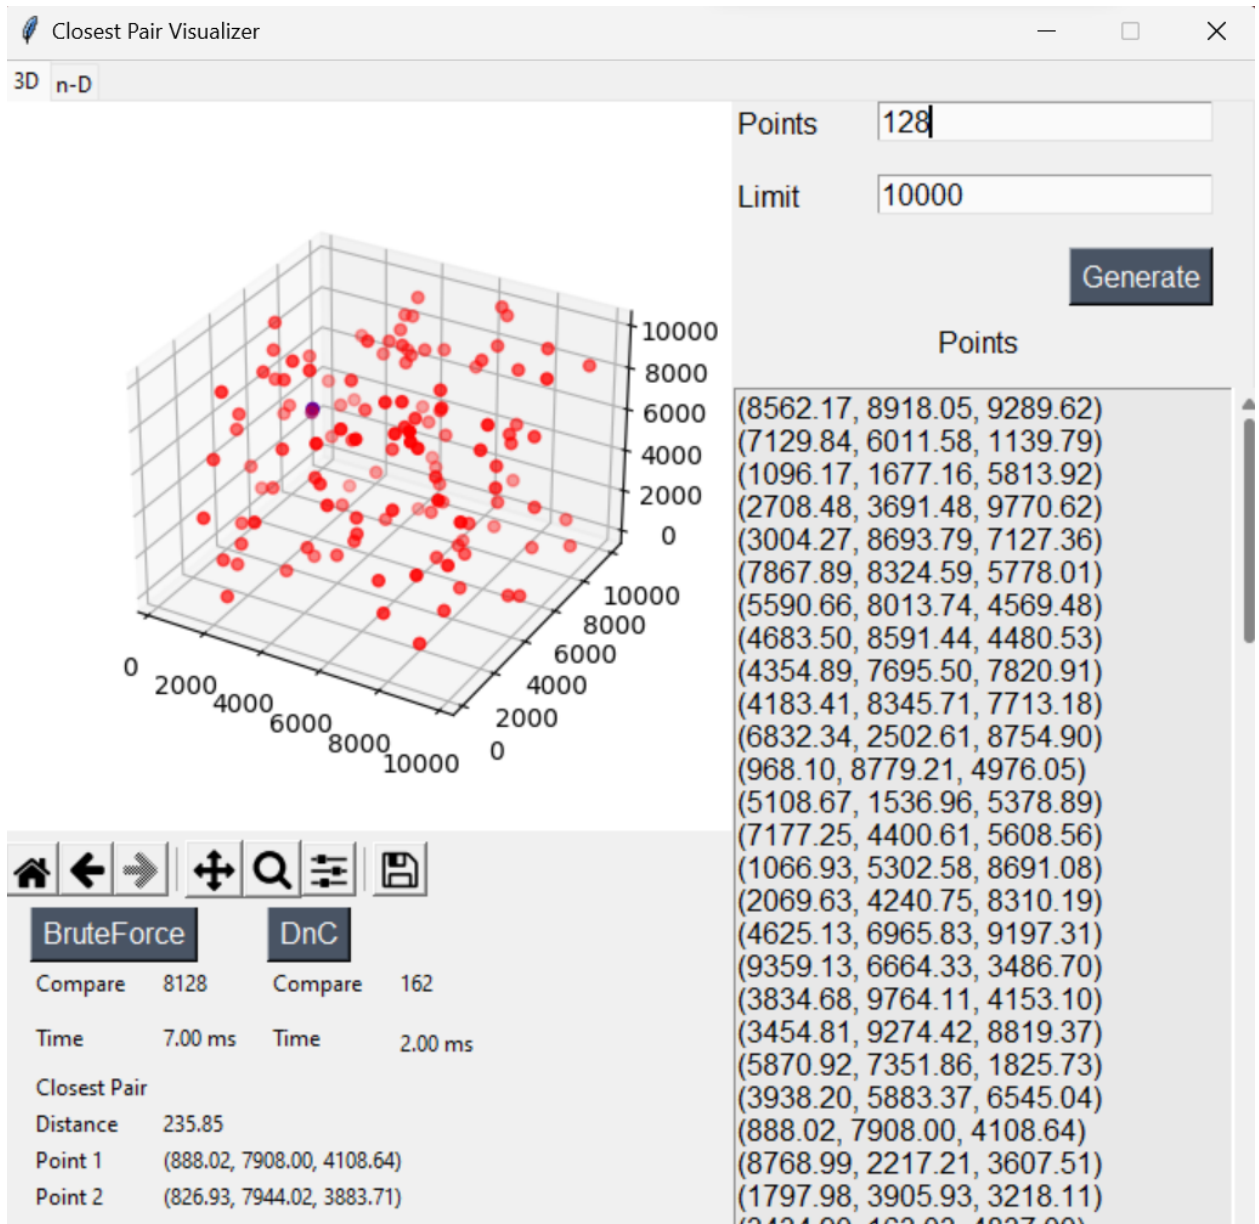 Closest Pair Visualizer
3D n-D
Points 128
Limit 10000
Generate
Points
10000
8000
6000
4000
2000
0
10000
8000
6000
4000
2000
0
0
2000
4000
6000
8000
10000
(8562.17, 8918.05, 9289.62)
(7129.84, 6011.58, 1139.79)
(1096.17, 1677.16, 5813.92)
(2708.48, 3691.48, 9770.62)
(3004.27, 8693.79, 7127.36)
(7867.89, 8324.59, 5778.01)
(5590.66, 8013.74, 4569.48)
(4683.50, 8591.44, 4480.53)
(4354.89, 7695.50, 7820.91)
(4183.41, 8345.71, 7713.18)
(6832.34, 2502.61, 8754.90)
(968.10, 8779.21, 4976.05)
(5108.67, 1536.96, 5378.89)
(7177.25, 4400.61, 5608.56)
(1066.93, 5302.58, 8691.08)
(2069.63, 4240.75, 8310.19)
(4625.13, 6965.83, 9197.31)
(9359.13, 6664.33, 3486.70)
(3834.68, 9764.11, 4153.10)
(3454.81, 9274.42, 8819.37)
(5870.92, 7351.86, 1825.73)
(3938.20, 5883.37, 6545.04)
(888.02, 7908.00, 4108.64)
(8768.99, 2217.21, 3607.51)
(1797.98, 3905.93, 3218.11)
BruteForce DnC
Compare 8128 Compare 162
Time 7.00 ms Time 2.00 ms
Closest Pair
Distance 235.85
Point 1 (888.02, 7908.00, 4108.64)
Point 2 (826.93, 7944.02, 3883.71)